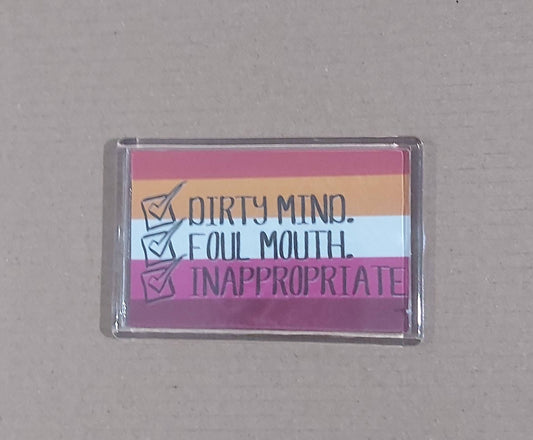 DIRTY MIND.
FOUL MOUTH.
INAPPROPRIATE